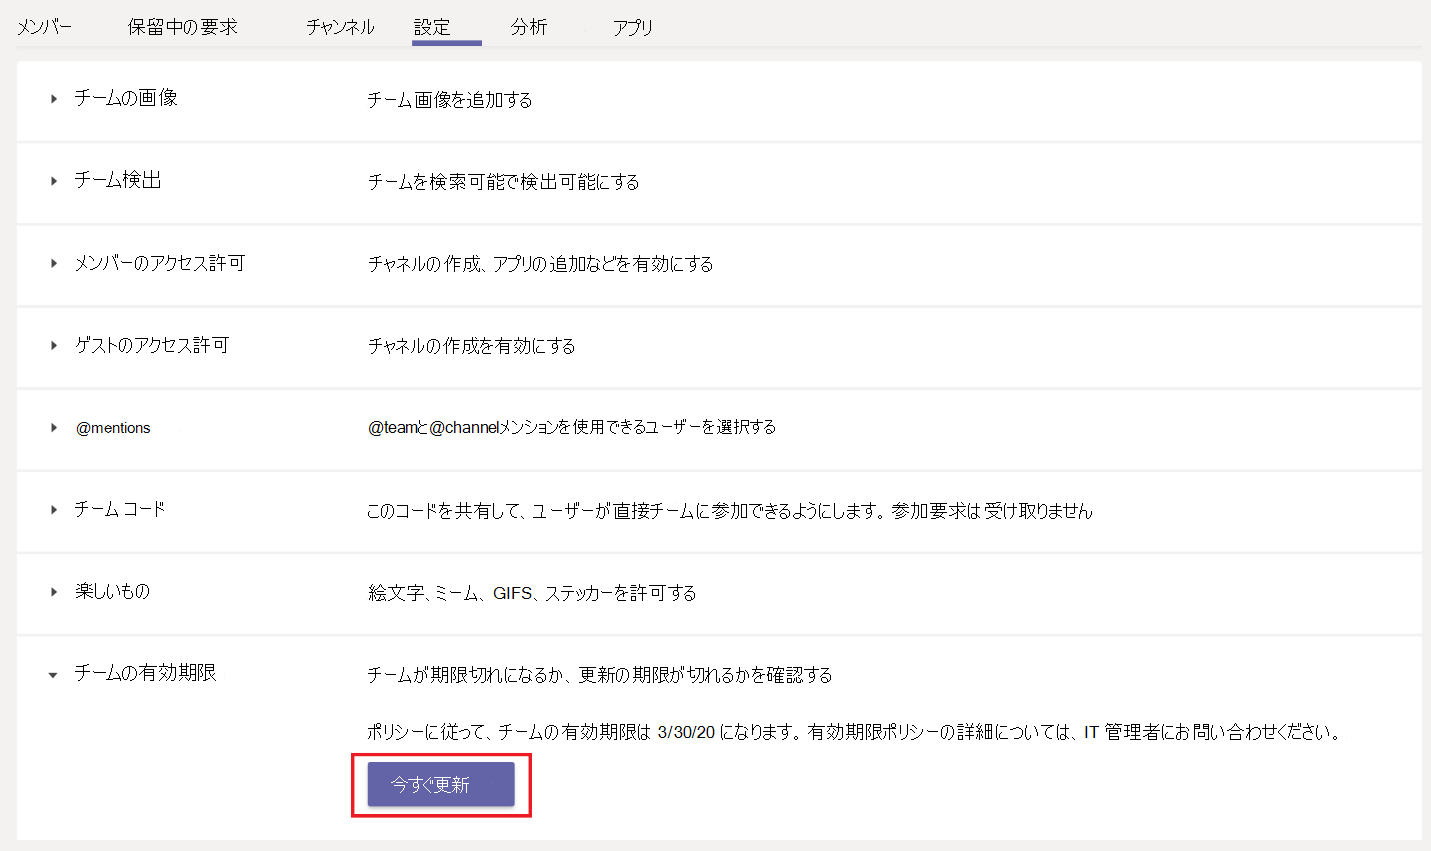 メンバー 保留中の要求 チャンネル 設定 分析 アプリ
チームの画像 チーム画像を追加する
チーム検出 チームを検索可能で検出可能にする
メンバーのアクセス許可 チャネルの作成、アプリの追加などを有効にする
ゲストのアクセス許可 チャネルの作成を有効にする
@mentions @teamと@channelメンションを使用できるユーザーを選択する
チーム コード このコードを共有して、ユーザーが直接チームに参加できるようにします。参加要求は受け取りません
楽しいもの 絵文字、ミーム、GIFS、ステッカーを許可する
チームの有効期限 チームが期限切れになるか、更新の期限が切れるかを確認する
ポリシーに従って、チームの有効期限は 3/30/20 になります。有効期限ポリシーの詳細については、IT 管理者にお問い合わせください。
今すぐ更新